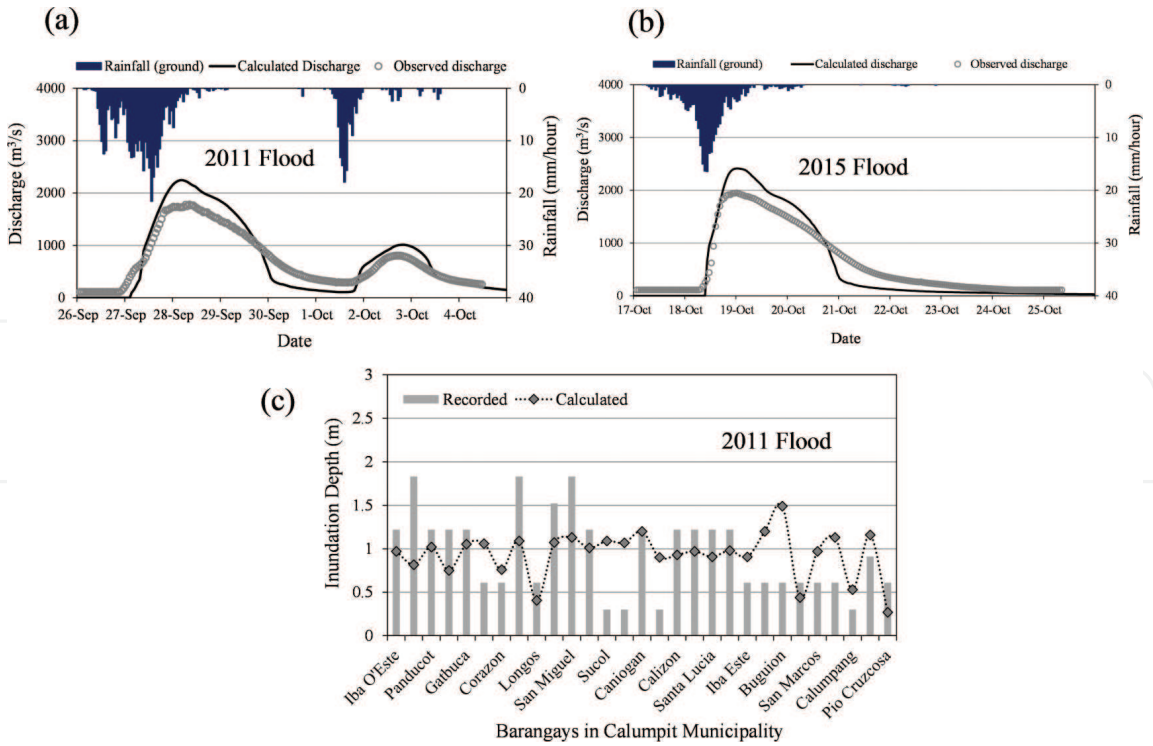 (a)
Rainfall (ground) Calculated Discharge Observed discharge
4000
3000
2000
1000
0
Discharge (m³/s)
0
10
20
30
40
Rainfall (mm/hour)
2011 Flood
26-Sep 27-Sep 28-Sep 29-Sep 30-Sep 1-Oct 2-Oct 3-Oct 4-Oct
Date
(b)
Rainfall (ground) Calculated discharge Observed discharge
4000
3000
2000
1000
0
Discharge (m³/s)
0
10
20
30
40
Rainfall (mm/hour)
2015 Flood
17-Oct 18-Oct 19-Oct 20-Oct 21-Oct 22-Oct 23-Oct 24-Oct 25-Oct
Date
(c)
Recorded Calculated
2011 Flood
3
2.5
2
1.5
1
0.5
0
Inundation Depth (m)
Iba O'Este
Panducot
Gatbuca
Corazon
Longos
San Miguel
Sucol
Caniogan
Calizon
Santa Lucia
Iba Este
Buguion
San Marcos
Calumpang
Pio Cruzcosa
Barangays in Calumpit Municipality